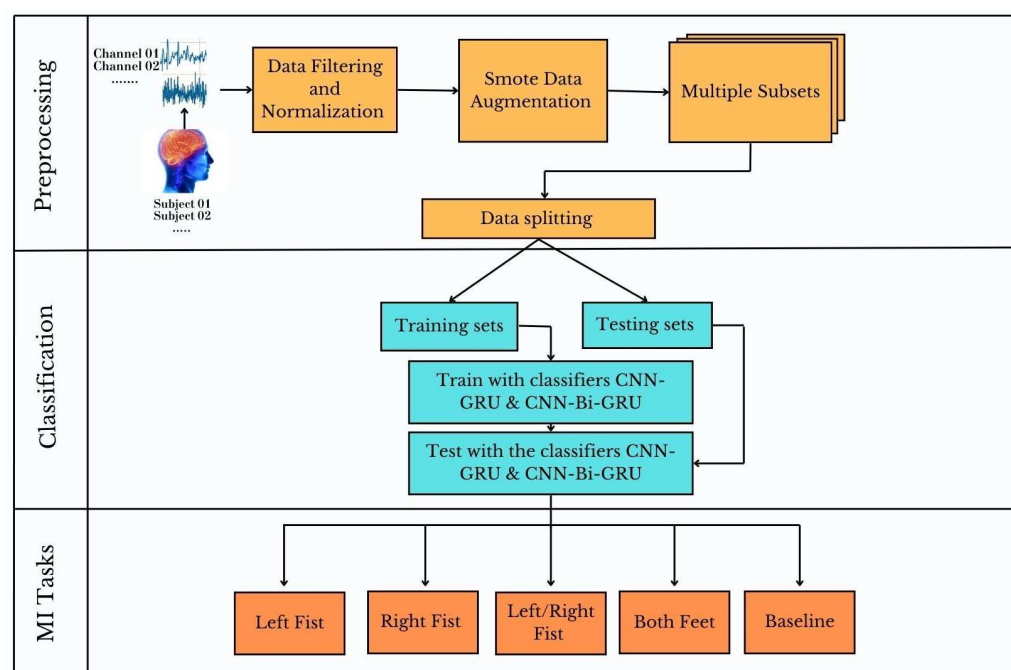 Preprocessing
Channel 01
Channel 02
.......
Subject 01
Subject 02
.....
Data Filtering
and
Normalization
Smote Data
Augmentation
Multiple Subsets
Data splitting
Classification
Training sets
Testing sets
Train with classifiers CNN-
GRU & CNN-Bi-GRU
Test with the classifiers CNN-
GRU & CNN-Bi-GRU
MI Tasks
Left Fist
Right Fist
Left/Right
Fist
Both Feet
Baseline